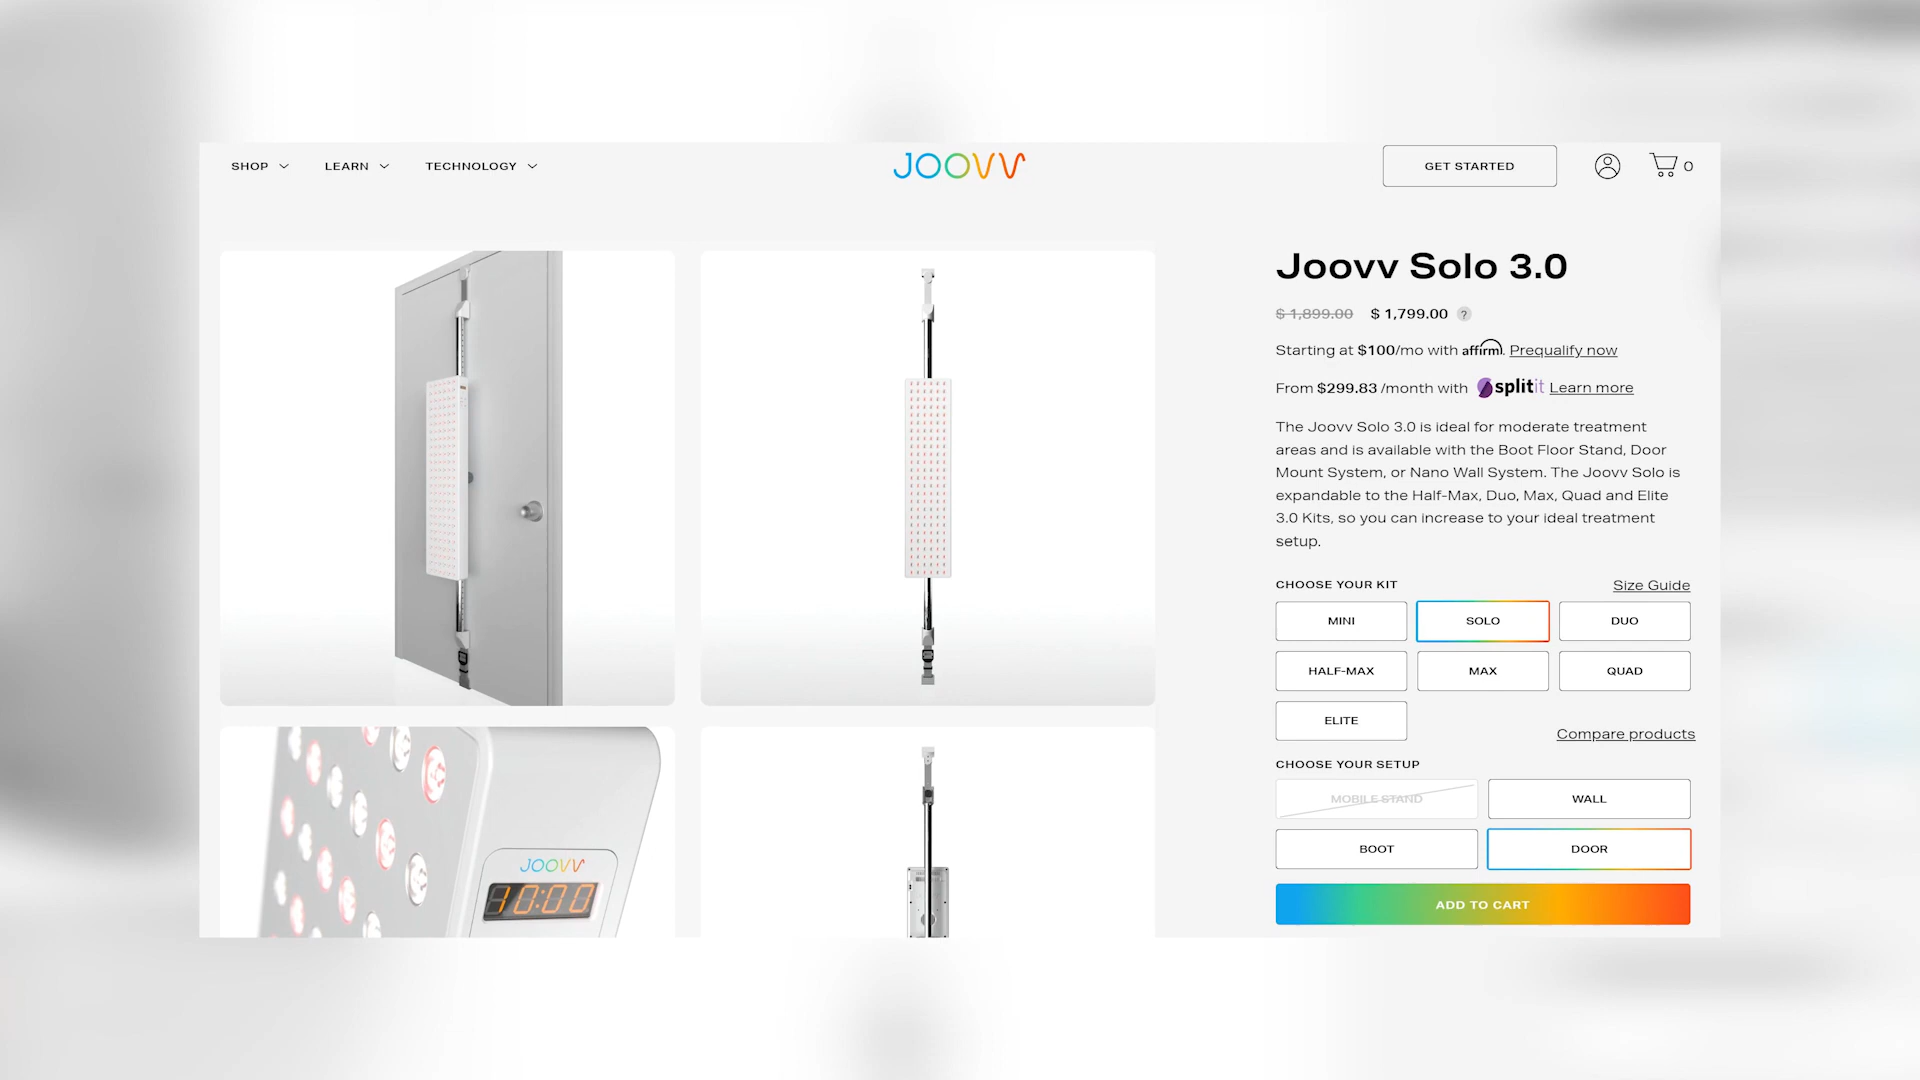 SHOP
LEARN
TECHNOLOGY
JOOVV
GET STARTED
0
Joovv Solo 3.0
$ 1,899.00 $ 1,799.00 ?
Starting at $100/mo with affirm. Prequalify now
From $299.83 /month with splitit Learn more
The Joovv Solo 3.0 is ideal for moderate treatment
areas and is available with the Boot Floor Stand, Door
Mount System, or Nano Wall System. The Joovv Solo is
expandable to the Half-Max, Duo, Max, Quad and Elite
3.0 Kits, so you can increase to your ideal treatment
setup.
CHOOSE YOUR KIT
Size Guide
MINI
SOLO
DUO
HALF-MAX
MAX
QUAD
ELITE
Compare products
CHOOSE YOUR SETUP
MOBILE STAND
WALL
BOOT
DOOR
ADD TO CART
JOOVV
10:00